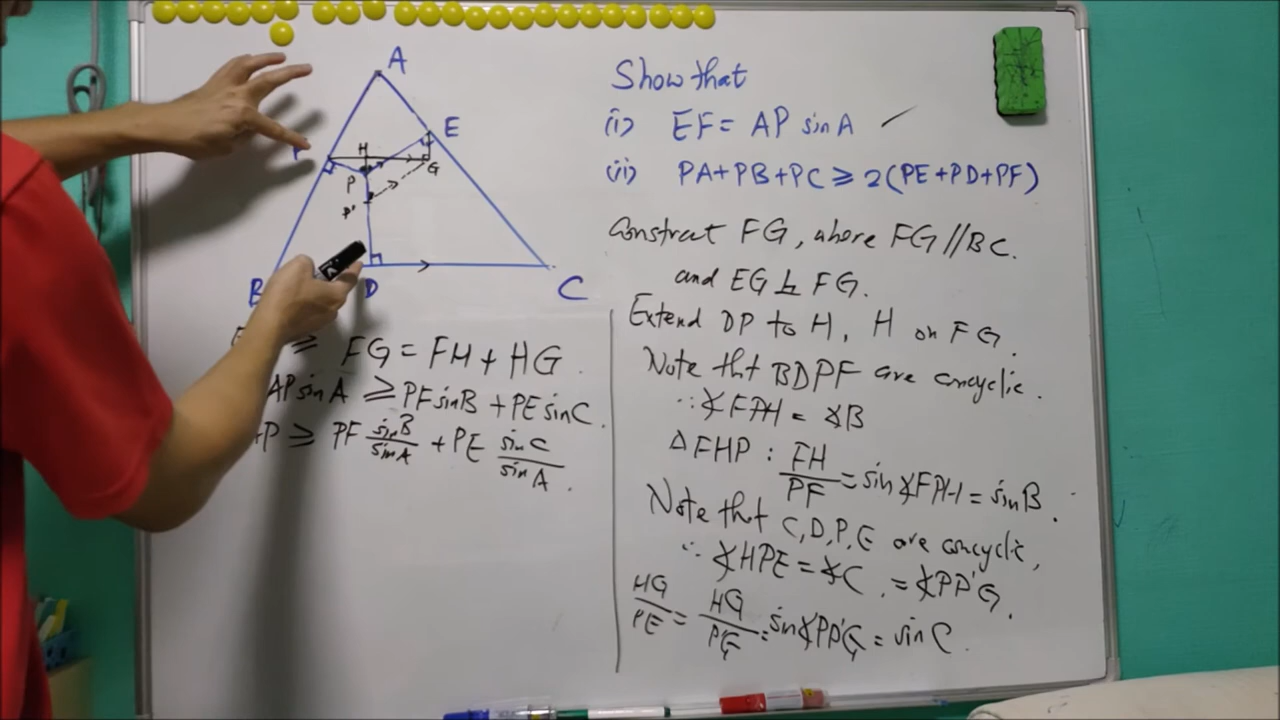 A
E
H
G
P
P'
B
D
C
Show that
(i) EF = AP sin A ✓
(ii) PA+PB+PC ⩾ 2(PE+PD+PF)
Construct FG, where FG // BC.
and EG ⊥ FG.
Extend DP to H, H on FG.
Note tht BDPF are concyclic.
∴ ∡FPH = ∡B
△FHP : FH/PF = sin∡FPH = sin B.
Note that C,D,P,E are concyclic,
∴ ∡HPE = ∡C = ∡PP'G.
HG/PE = HG/P'G = sin∡PP'G = sin C.
⩾ FG = FH + HG.
AP sin A ⩾ PF sin B + PE sin C.
AP ⩾ PF sin B/sin A + PE sin C/sin A.